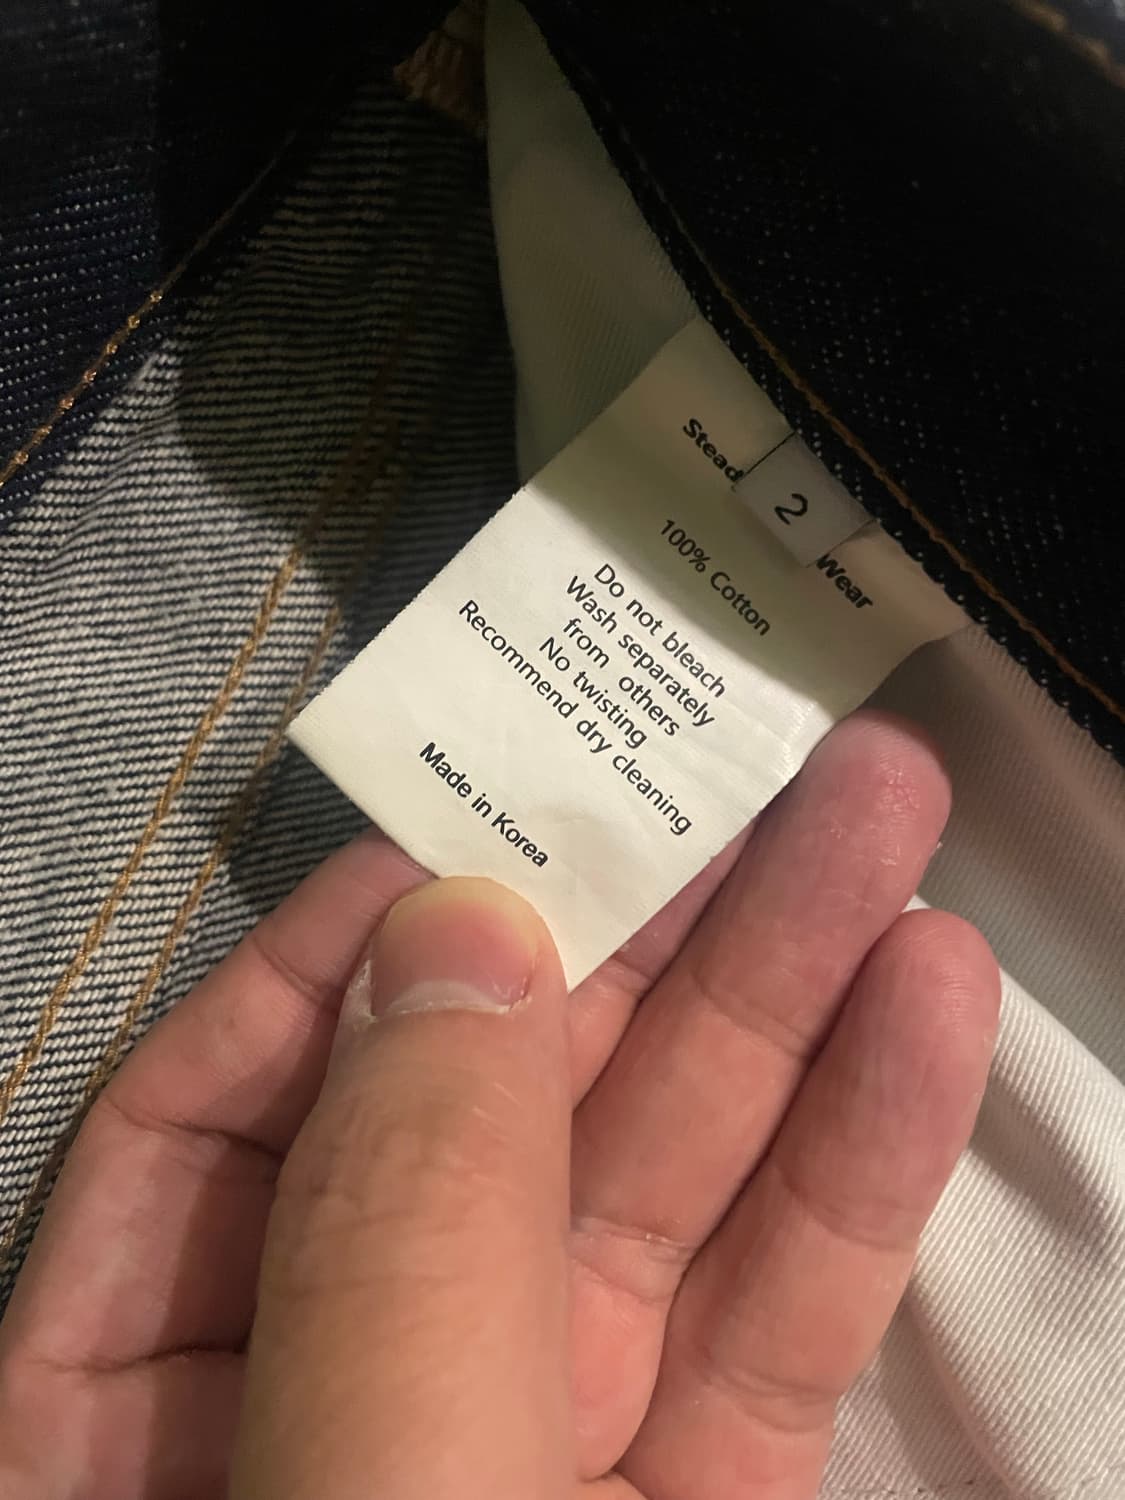 Stead
2
Wear
100% Cotton
Do not bleach
Wash separately
from others
No twisting
Recommend dry cleaning
Made in Korea